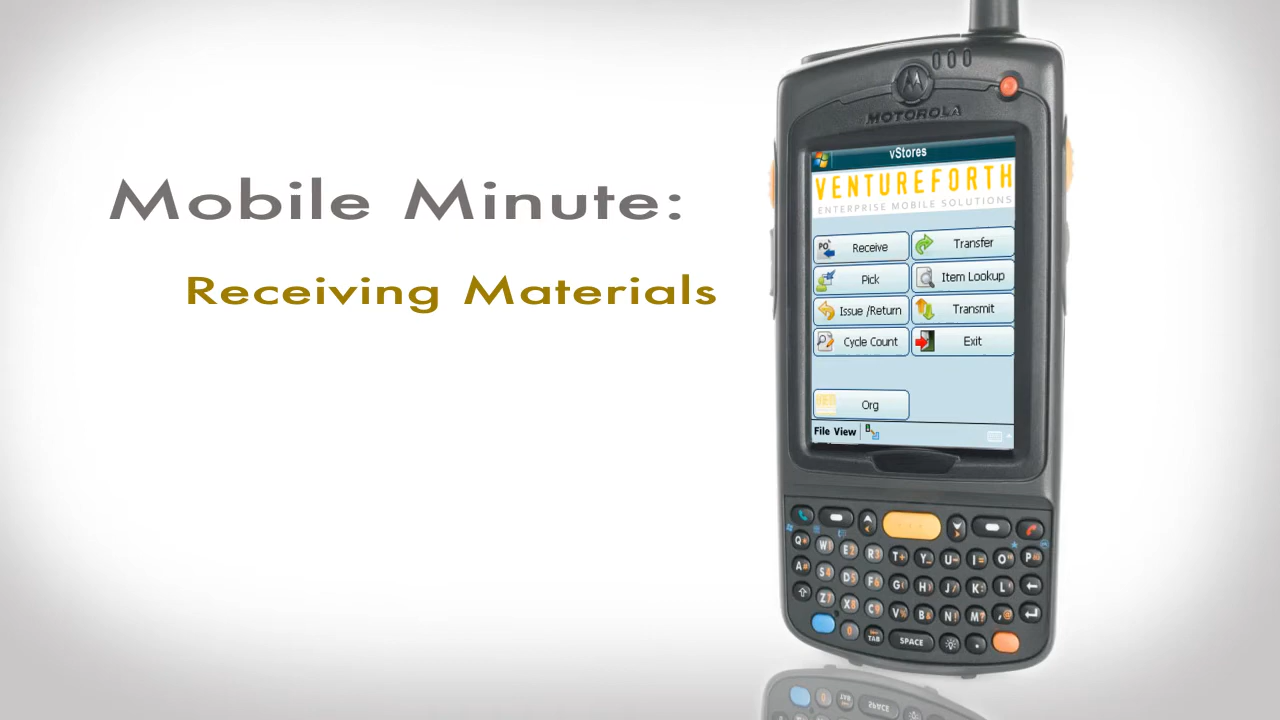 Mobile Minute:
Receiving Materials
MOTOROLA
vStores
VENTUREFORTH
ENTERPRISE MOBILE SOLUTIONS
Receive Transfer
Pick Item Lookup
Issue /Return Transmit
Cycle Count Exit
Org
File View
Q W E R T Y U I O P
A S D F G H J K L
Z X C V B N M
TAB SPACE